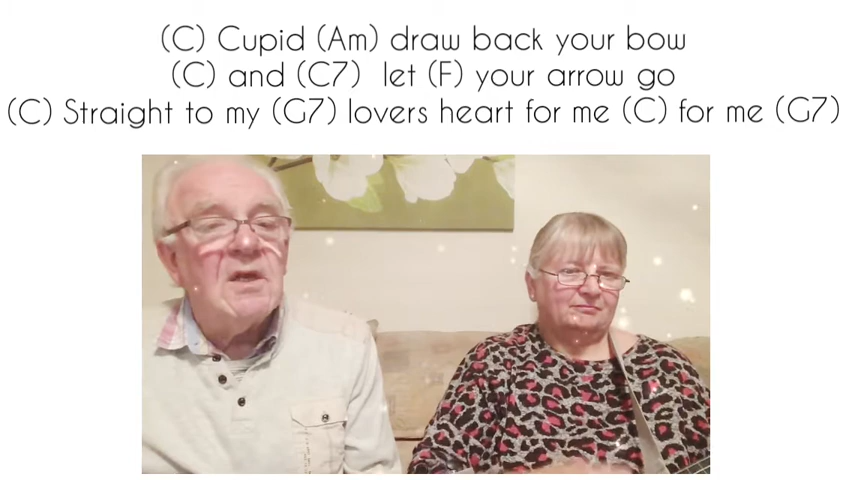 (C) Cupid (Am) draw back your bow
(C) and (C7) let (F) your arrow go
(C) Straight to my (G7) lovers heart for me (C) for me (G7)